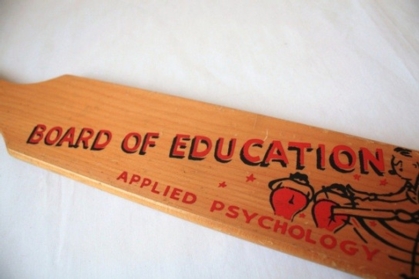 BOARD OF EDUCATION
APPLIED PSYCHOLOGY